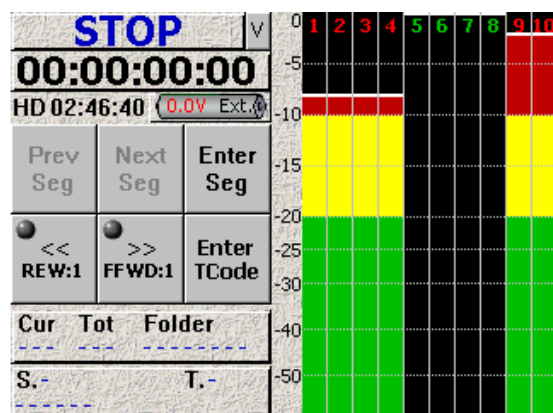 STOP V
00:00:00:00
HD 02:46:40 0.0V Ext.
Prev Seg
Next Seg
Enter Seg
<< REW:1
>> FFWD:1
Enter TCode
Cur Tot Folder
--- --- --------
S.- T.-
------
1 2 3 4 5 6 7 8 9 10
0
-5
-10
-15
-20
-25
-30
-40
-50